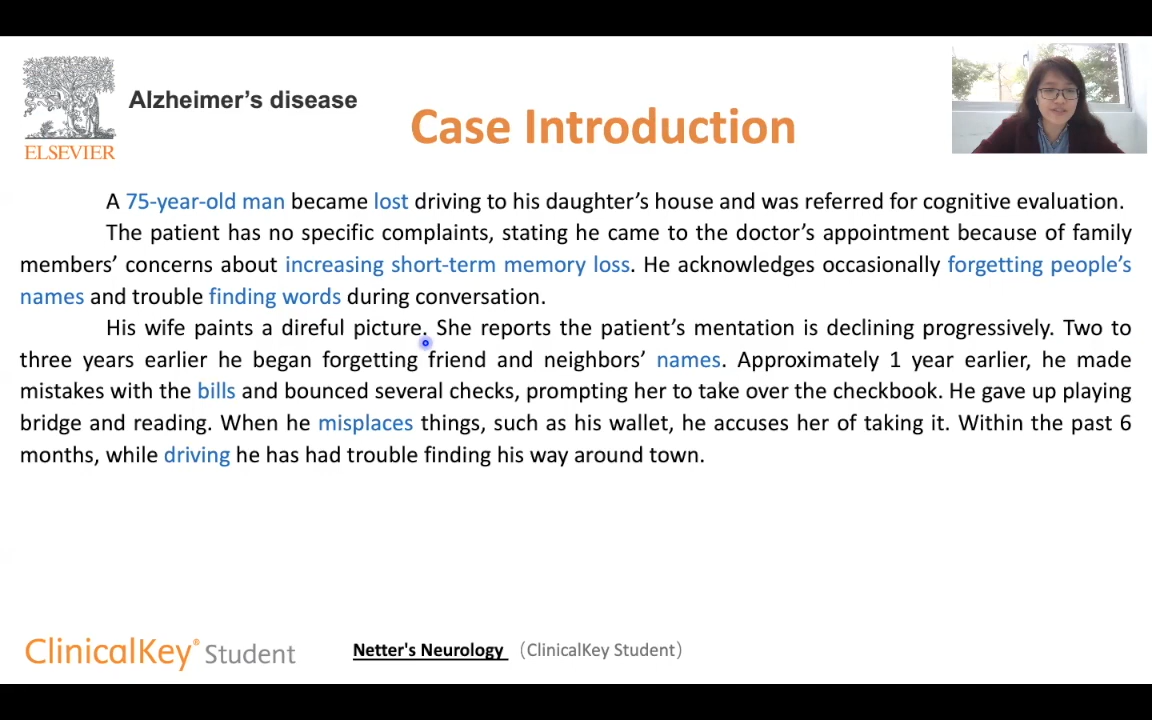 Alzheimer's disease
Case Introduction
ELSEVIER
A 75-year-old man became lost driving to his daughter's house and was referred for cognitive evaluation.
The patient has no specific complaints, stating he came to the doctor's appointment because of family
members' concerns about increasing short-term memory loss. He acknowledges occasionally forgetting people's
names and trouble finding words during conversation.
His wife paints a direful picture. She reports the patient's mentation is declining progressively. Two to
three years earlier he began forgetting friend and neighbors' names. Approximately 1 year earlier, he made
mistakes with the bills and bounced several checks, prompting her to take over the checkbook. He gave up playing
bridge and reading. When he misplaces things, such as his wallet, he accuses her of taking it. Within the past 6
months, while driving he has had trouble finding his way around town.
ClinicalKey® Student
Netter's Neurology （ClinicalKey Student）